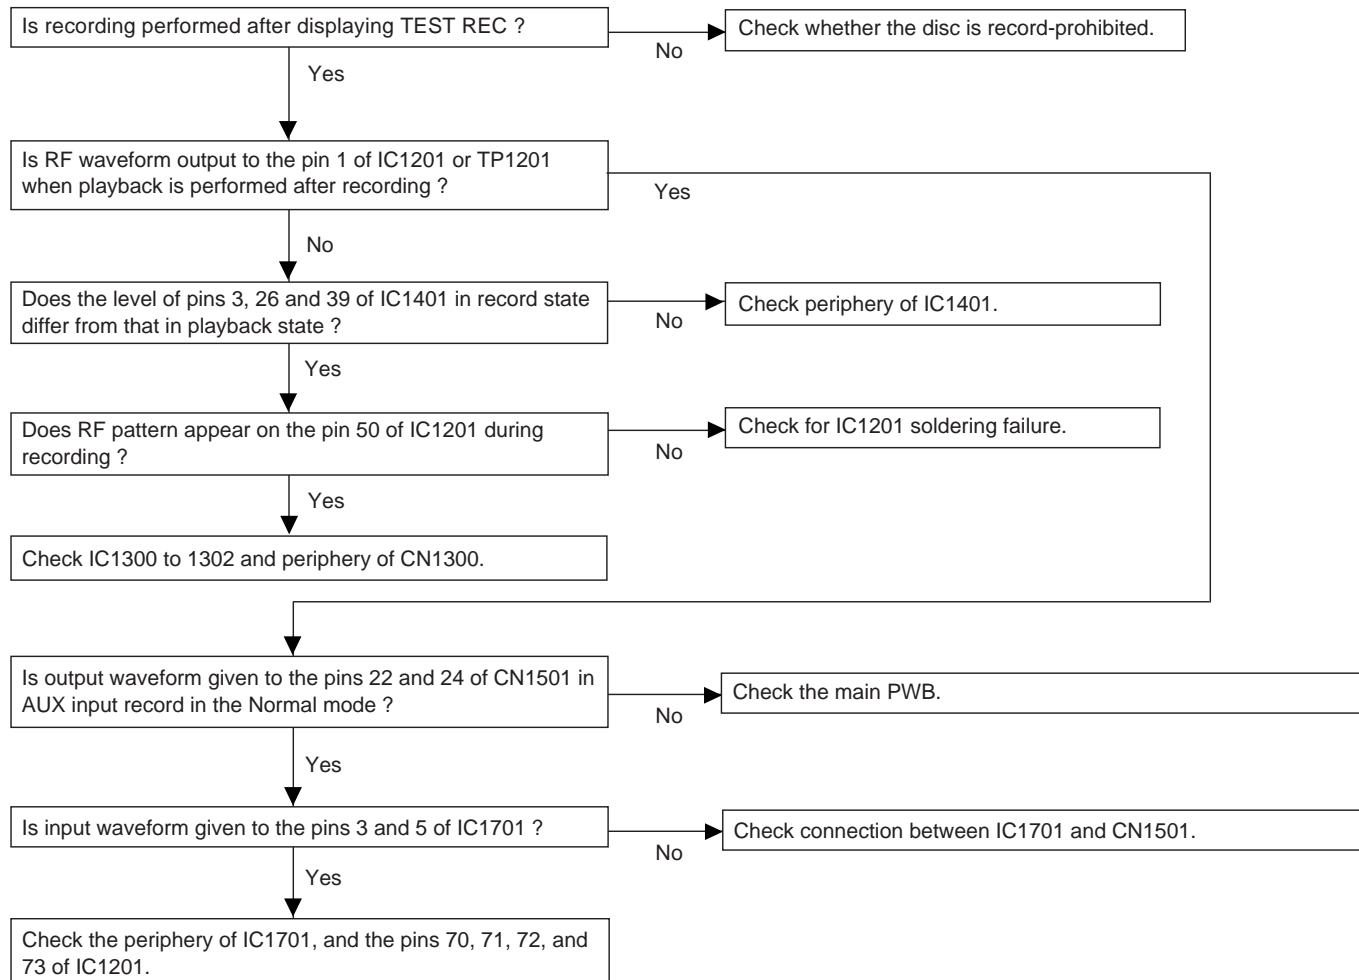 Is recording performed after displaying TEST REC ?
No
Check whether the disc is record-prohibited.
Yes
Is RF waveform output to the pin 1 of IC1201 or TP1201
when playback is performed after recording ?
Yes
No
Does the level of pins 3, 26 and 39 of IC1401 in record state
differ from that in playback state ?
No
Check periphery of IC1401.
Yes
Does RF pattern appear on the pin 50 of IC1201 during
recording ?
No
Check for IC1201 soldering failure.
Yes
Check IC1300 to 1302 and periphery of CN1300.
Is output waveform given to the pins 22 and 24 of CN1501 in
AUX input record in the Normal mode ?
No
Check the main PWB.
Yes
Is input waveform given to the pins 3 and 5 of IC1701 ?
No
Check connection between IC1701 and CN1501.
Yes
Check the periphery of IC1701, and the pins 70, 71, 72, and
73 of IC1201.